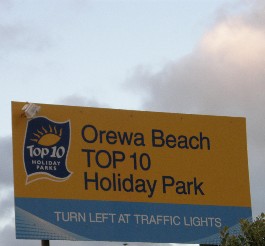 TOP 10
HOLIDAY
PARKS
Orewa Beach
TOP 10
Holiday Park
TURN LEFT AT TRAFFIC LIGHTS